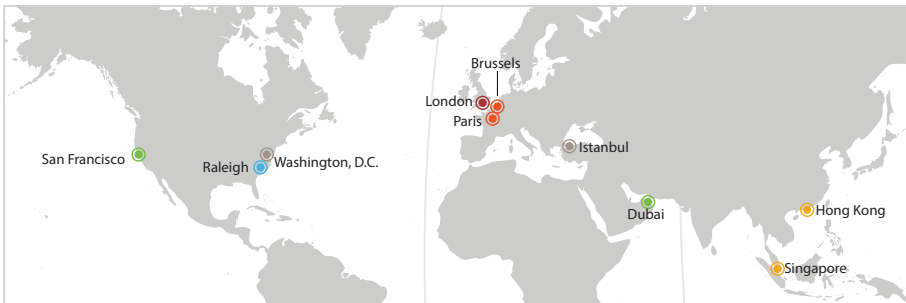 Brussels
London
Paris
San Francisco
Raleigh
Washington, D.C.
Istanbul
Dubai
Hong Kong
Singapore